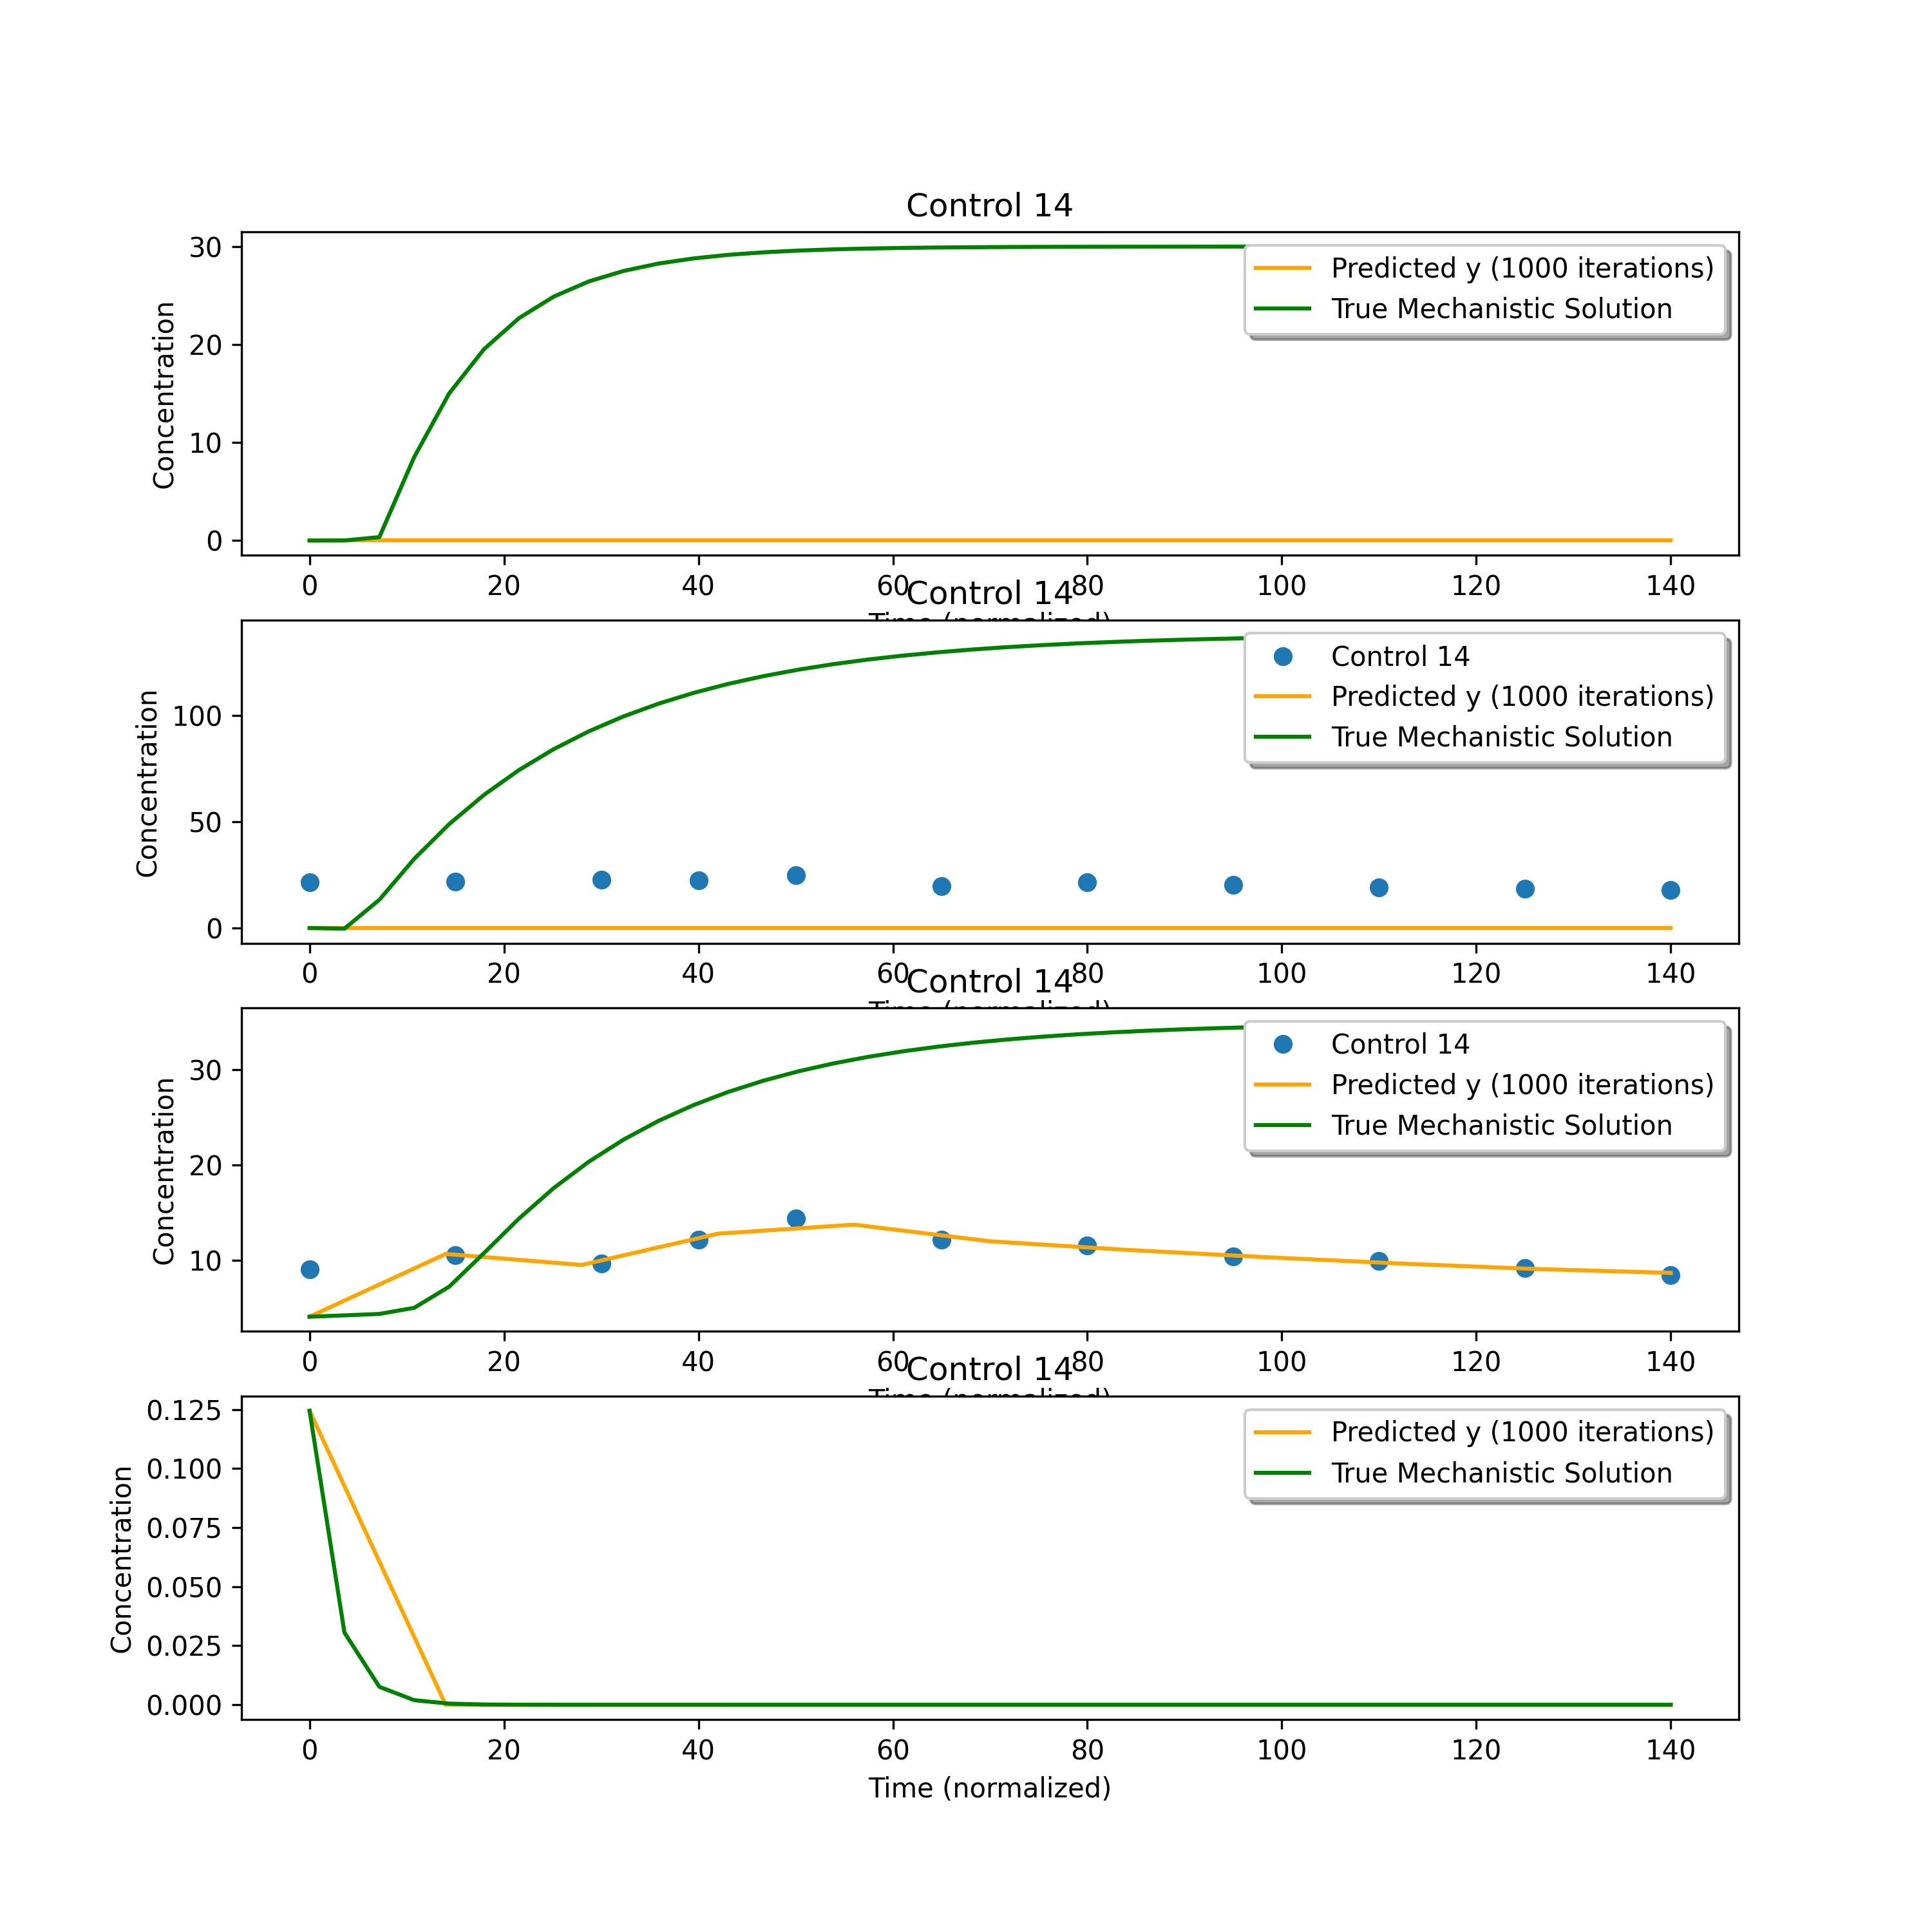 Control 14
Concentration
30
20
10
0
Predicted y (1000 iterations)
True Mechanistic Solution
0 20 40 60 80 100 120 140
Control 14
Concentration
100
50
0
Control 14
Predicted y (1000 iterations)
True Mechanistic Solution
0 20 40 60 80 100 120 140
Control 14
Concentration
30
20
10
Control 14
Predicted y (1000 iterations)
True Mechanistic Solution
0 20 40 60 80 100 120 140
Control 14
Concentration
0.125
0.100
0.075
0.050
0.025
0.000
Predicted y (1000 iterations)
True Mechanistic Solution
0 20 40 60 80 100 120 140
Time (normalized)